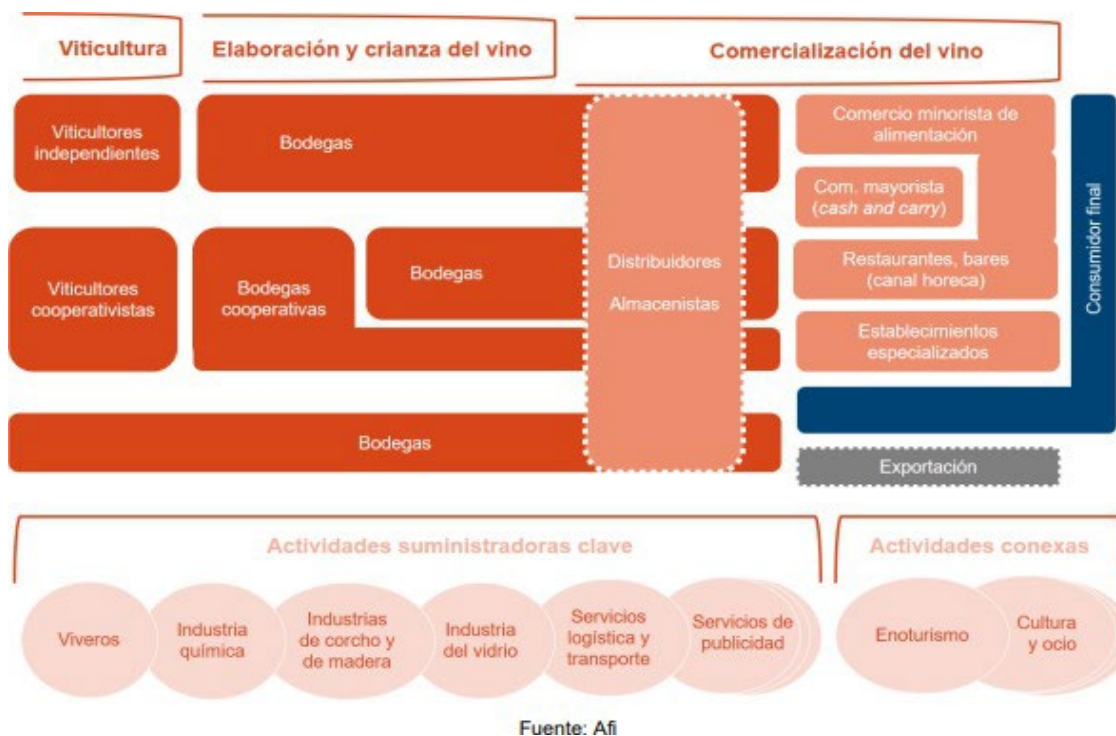 Viticultura
Elaboración y crianza del vino
Comercialización del vino
Viticultores
independientes
Bodegas
Comercio minorista de
alimentación
Com. mayorista
(cash and carry)
Viticultores
cooperativistas
Bodegas
cooperativas
Bodegas
Distribuidores
Almacenistas
Restaurantes, bares
(canal horeca)
Establecimientos
especializados
Consumidor final
Bodegas
Exportación
Actividades suministradoras clave
Actividades conexas
Viveros
Industria
química
Industrias
de corcho y
de madera
Industria
del vidrio
Servicios
logística y
transporte
Servicios de
publicidad
Enoturismo
Cultura
y ocio
Fuente: Afi